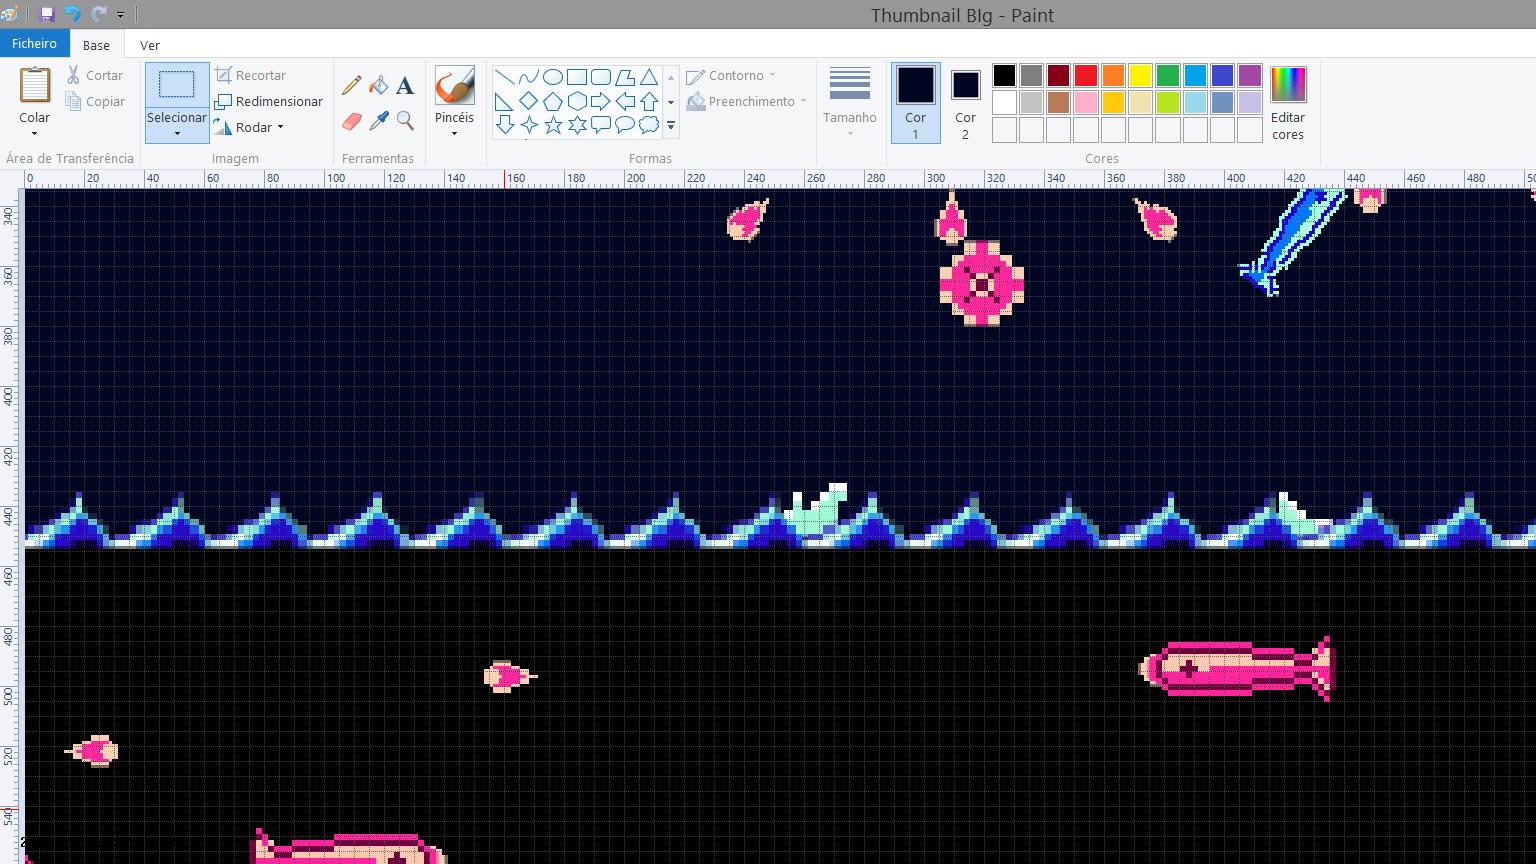 Thumbnail BIg - Paint
Ficheiro Base Ver
Colar
Cortar
Copiar
Área de Transferência
Selecionar
Recortar
Redimensionar
Rodar
Imagem
A
Ferramentas
Pincéis
Contorno
Preenchimento
Formas
Tamanho
Cor 1
Cor 2
Editar cores
Cores
0 20 40 60 80 100 120 140 160 180 200 220 240 260 280 300 320 340 360 380 400 420 440 460 480
340
360
380
400
420
440
460
480
500
520
540